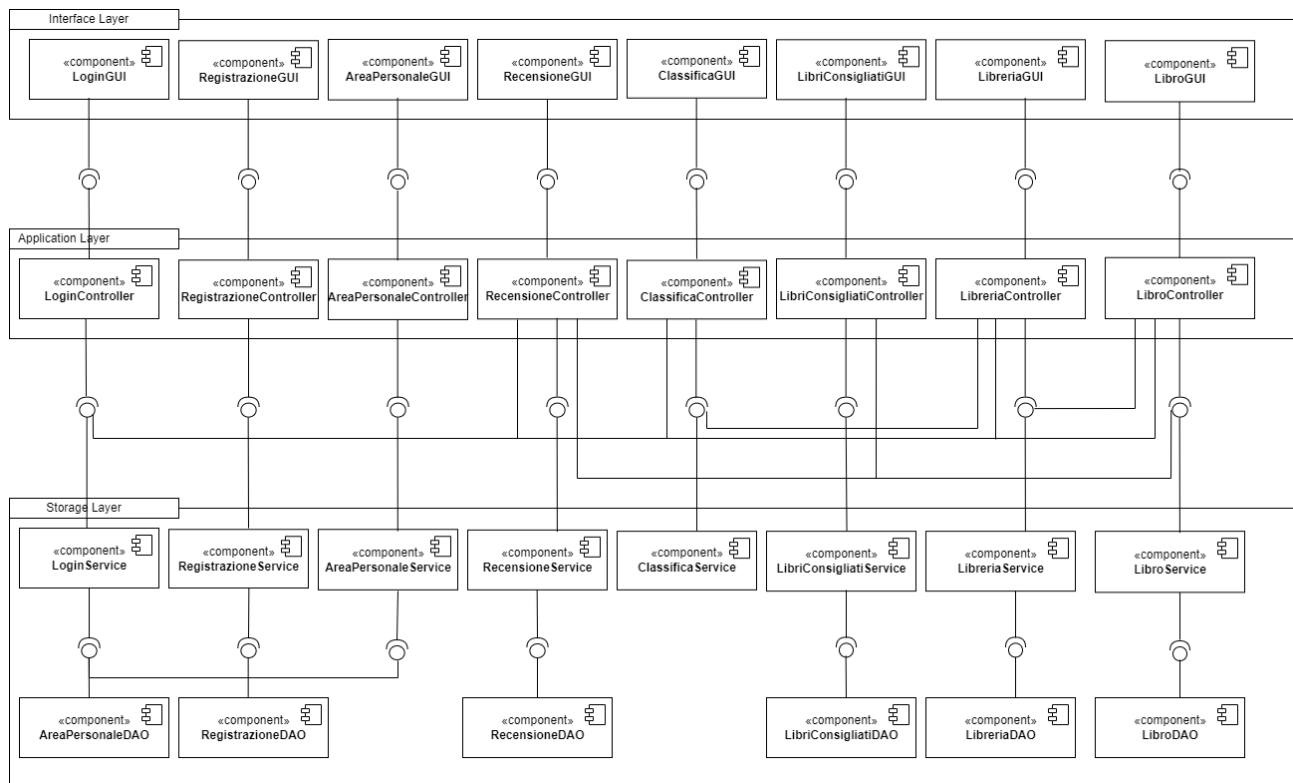 Interface Layer
«component»
LoginGUI
«component»
RegistrazioneGUI
«component»
AreaPersonaleGUI
«component»
RecensioneGUI
«component»
ClassificaGUI
«component»
LibriConsigliatiGUI
«component»
LibreriaGUI
«component»
LibroGUI
Application Layer
«component»
LoginController
«component»
RegistrazioneController
«component»
AreaPersonaleController
«component»
RecensioneController
«component»
ClassificaController
«component»
LibriConsigliatiController
«component»
LibreriaController
«component»
LibroController
Storage Layer
«component»
LoginService
«component»
RegistrazioneService
«component»
AreaPersonaleService
«component»
RecensioneService
«component»
ClassificaService
«component»
LibriConsigliatiService
«component»
LibreriaService
«component»
LibroService
«component»
AreaPersonaleDAO
«component»
RegistrazioneDAO
«component»
RecensioneDAO
«component»
LibriConsigliatiDAO
«component»
LibreriaDAO
«component»
LibroDAO